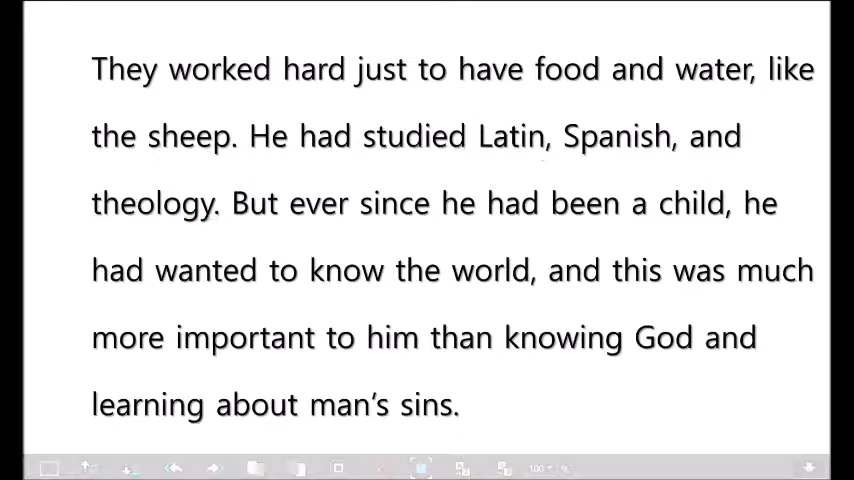 They worked hard just to have food and water, like
the sheep. He had studied Latin, Spanish, and
theology. But ever since he had been a child, he
had wanted to know the world, and this was much
more important to him than knowing God and
learning about man's sins.
100